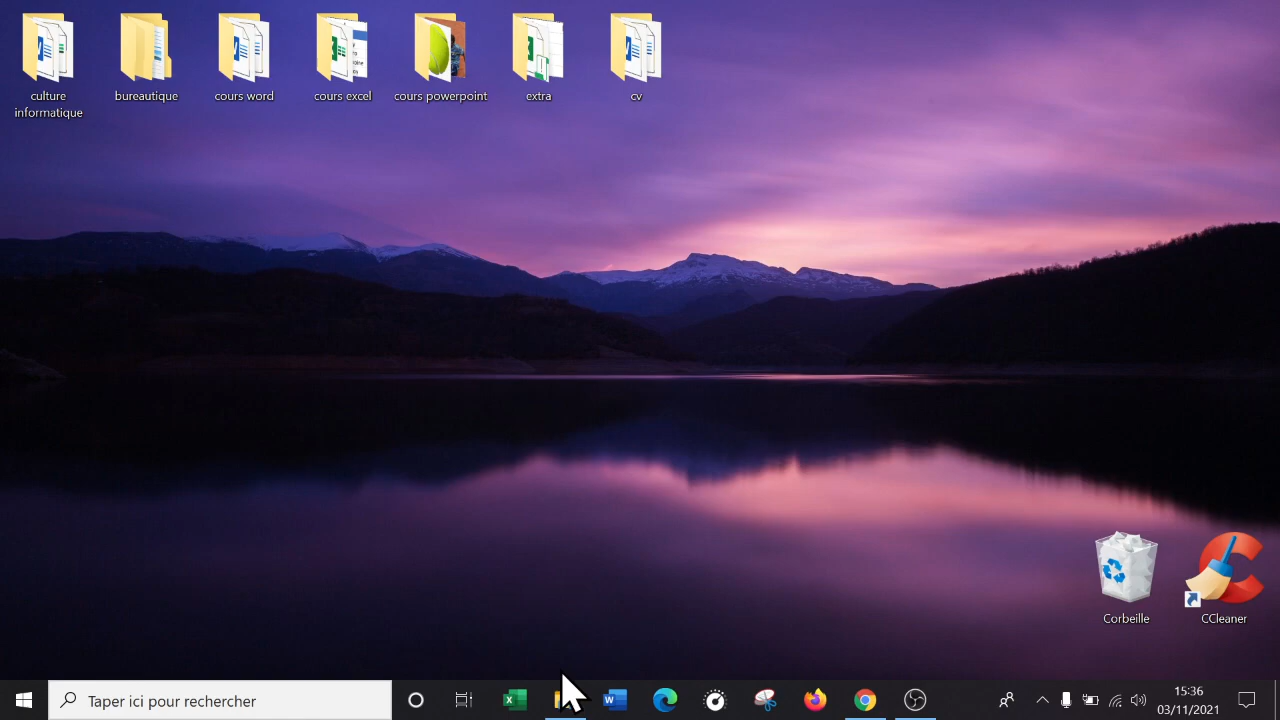 culture
informatique
bureautique
cours word
cours excel
cours powerpoint
extra
cv
Corbeille
CCleaner
Taper ici pour rechercher
15:36
03/11/2021